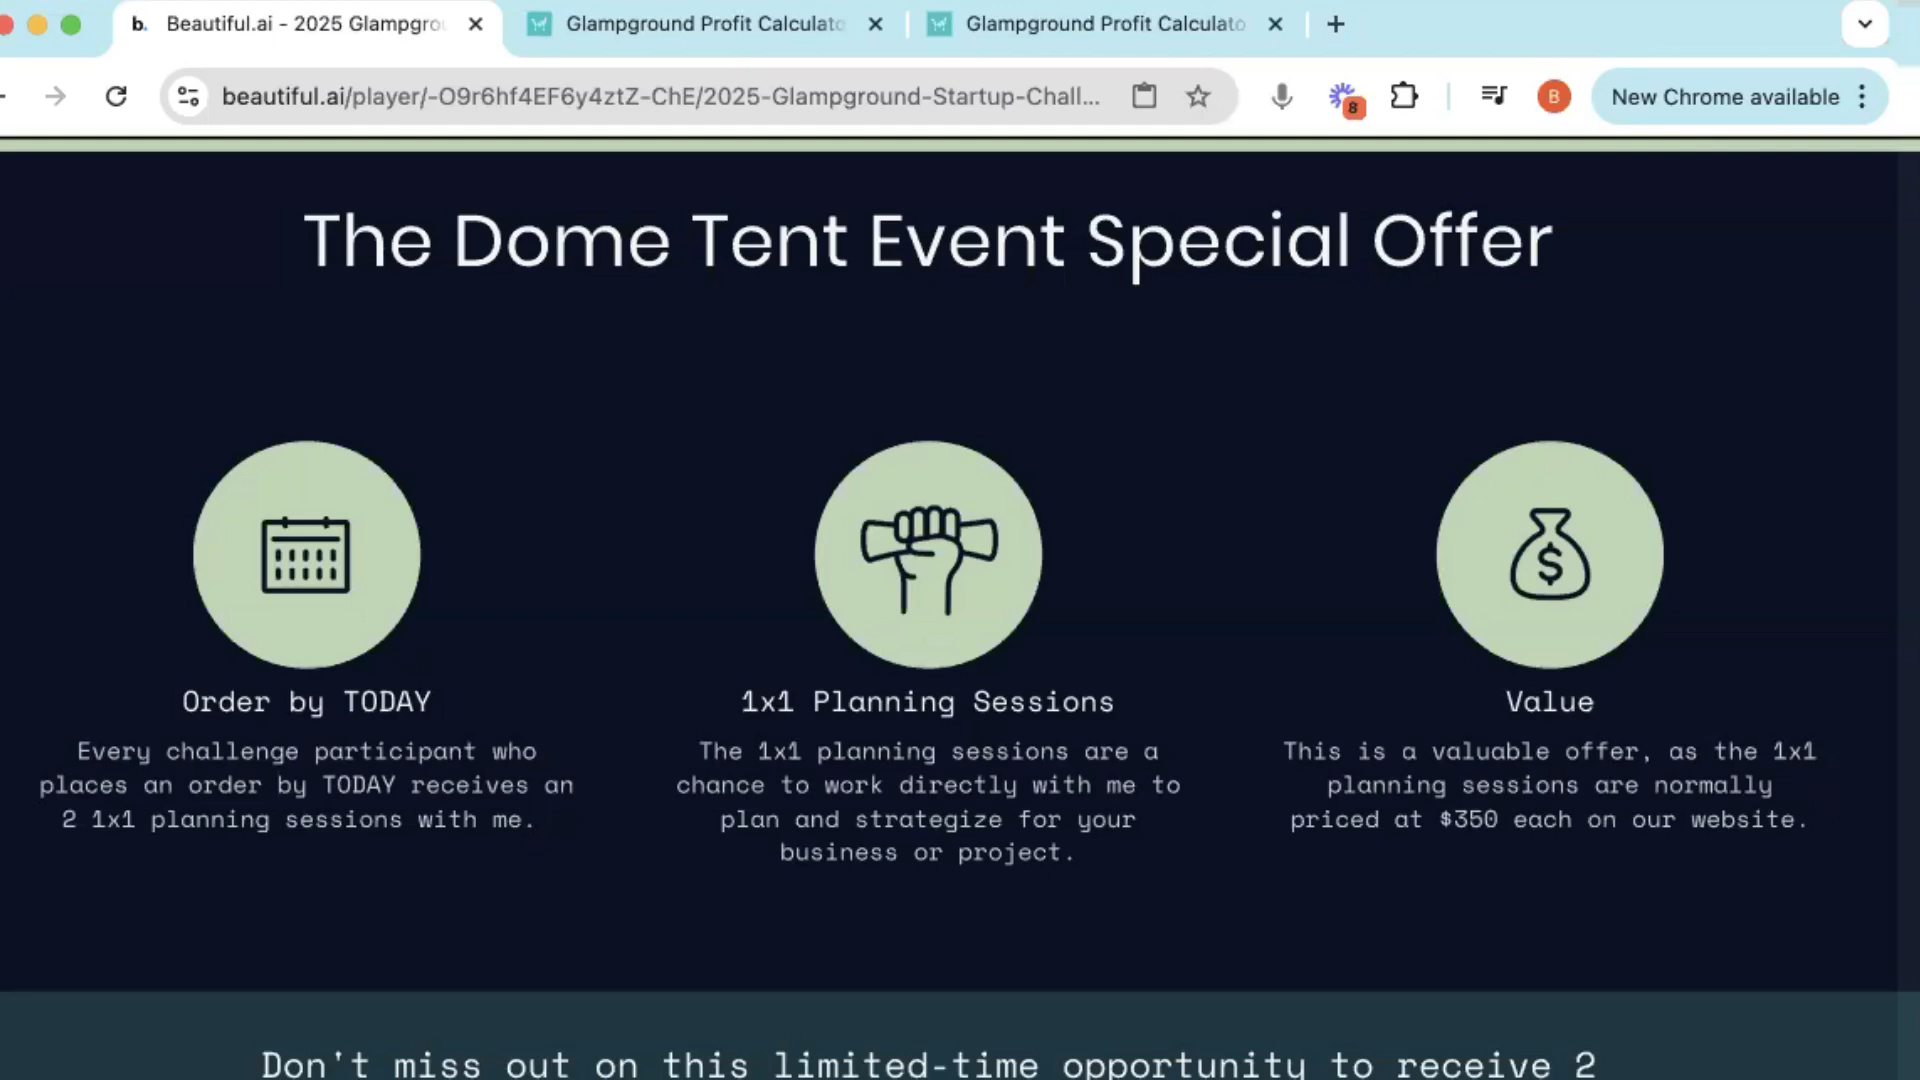 b. Beautiful.ai - 2025 Glampgro
Glampground Profit Calculato
Glampground Profit Calculato
beautiful.ai/player/-O9r6hf4EF6y4ztZ-ChE/2025-Glampground-Startup-Chall...
8
B
New Chrome available
The Dome Tent Event Special Offer
$
Order by TODAY
Every challenge participant who
places an order by TODAY receives an
2 1x1 planning sessions with me.
1x1 Planning Sessions
The 1x1 planning sessions are a
chance to work directly with me to
plan and strategize for your
business or project.
Value
This is a valuable offer, as the 1x1
planning sessions are normally
priced at $350 each on our website.
Don't miss out on this limited-time opportunity to receive 2